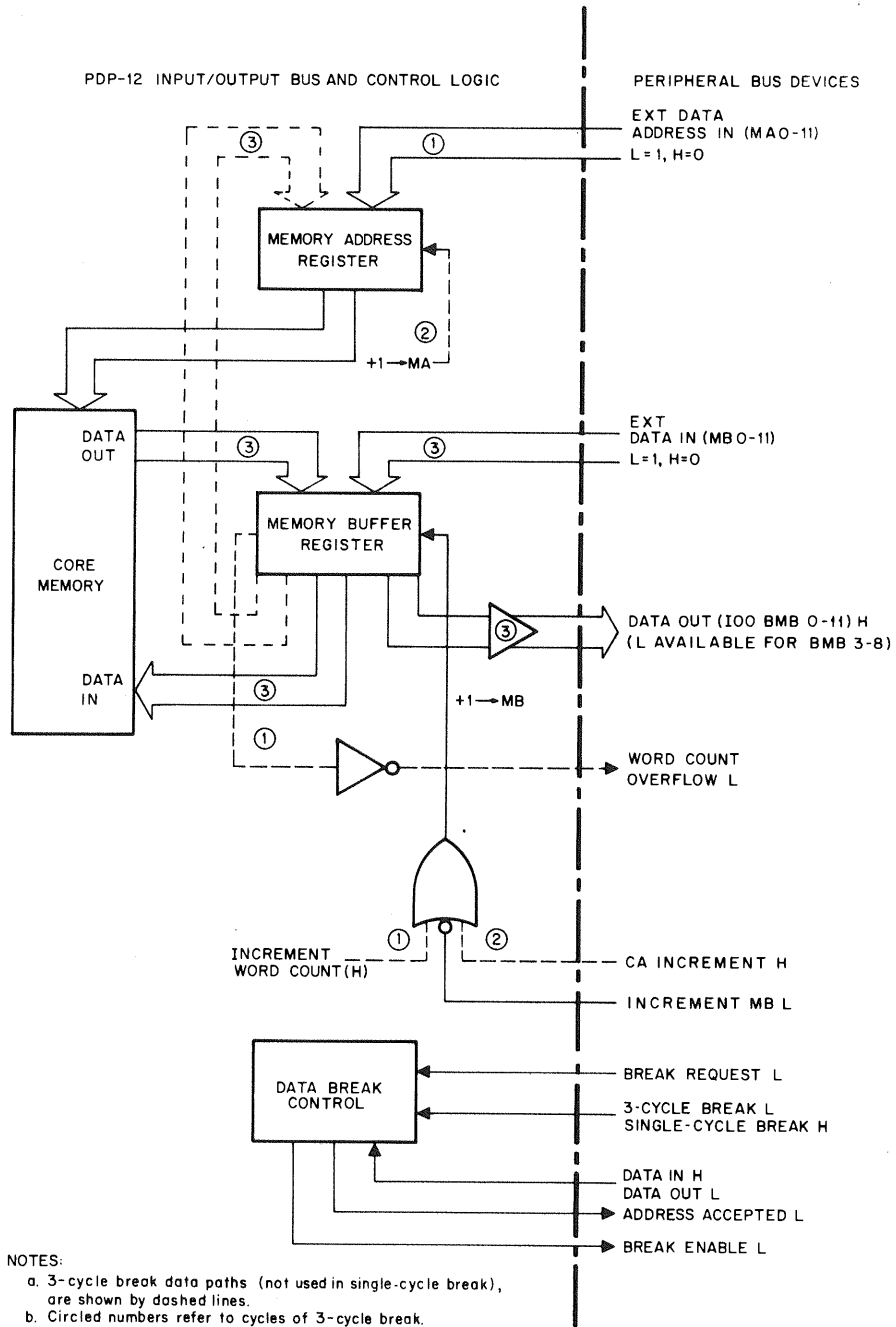 PDP-12 INPUT/OUTPUT BUS AND CONTROL LOGIC
PERIPHERAL BUS DEVICES
EXT DATA
ADDRESS IN (MA0-11)
L=1, H=0
③
①
MEMORY ADDRESS
REGISTER
②
+1→MA
EXT
DATA IN (MB0-11)
L=1, H=0
DATA
OUT
③
③
MEMORY BUFFER
REGISTER
CORE
MEMORY
③
DATA OUT (IOO BMB 0-11) H
(L AVAILABLE FOR BMB 3-8)
DATA
IN
③
+1→MB
①
WORD COUNT
OVERFLOW L
①
②
INCREMENT
WORD COUNT(H)
CA INCREMENT H
INCREMENT MB L
DATA BREAK
CONTROL
BREAK REQUEST L
3-CYCLE BREAK L
SINGLE-CYCLE BREAK H
DATA IN H
DATA OUT L
ADDRESS ACCEPTED L
BREAK ENABLE L
NOTES:
a. 3-cycle break data paths (not used in single-cycle break),
are shown by dashed lines.
b. Circled numbers refer to cycles of 3-cycle break.